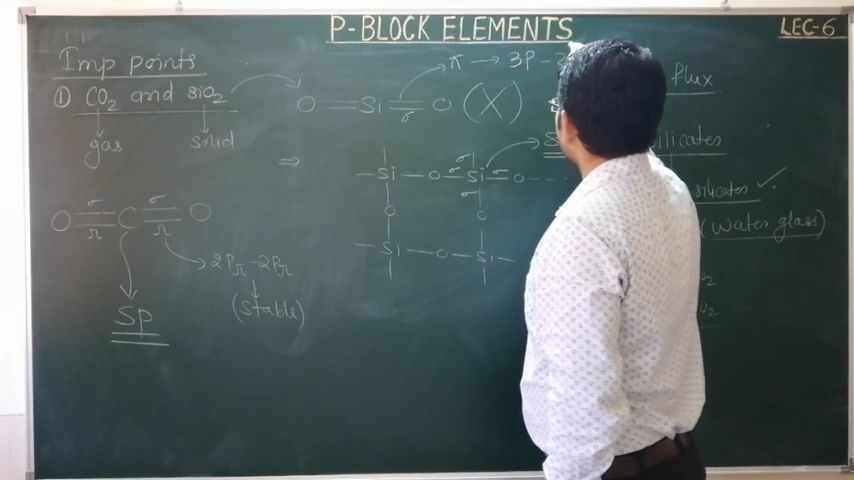 P-BLOCK ELEMENTS
LEC-6
Imp points
① CO2 and SiO2
gas
solid
O = Si = O (X)
σ
π → 3P -
flux
silicates
silicates ✓
(water glass)
⇒
- Si - O - Si - O ...
σ σ σ
O O
- Si - O - Si -
O = C = O
σ σ
π π
2Pπ-2Pπ
(stable)
Sp